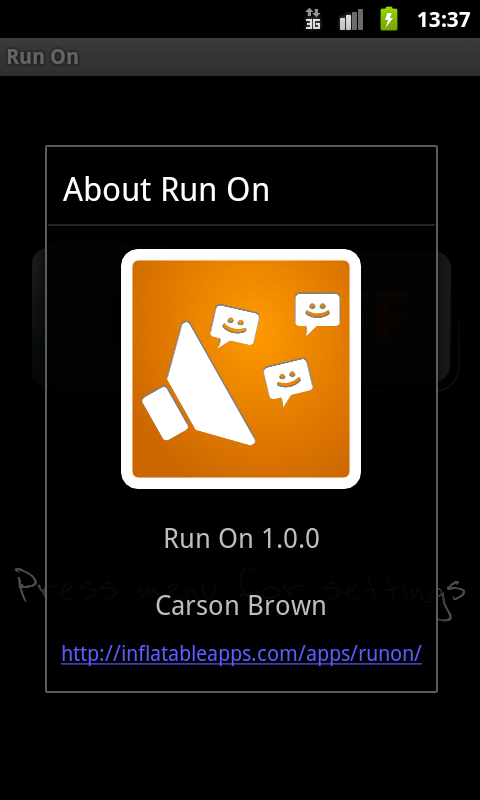 3G
13:37
Run On
About Run On
Run On 1.0.0
Press menu for settings
Carson Brown
http://inflatableapps.com/apps/runon/